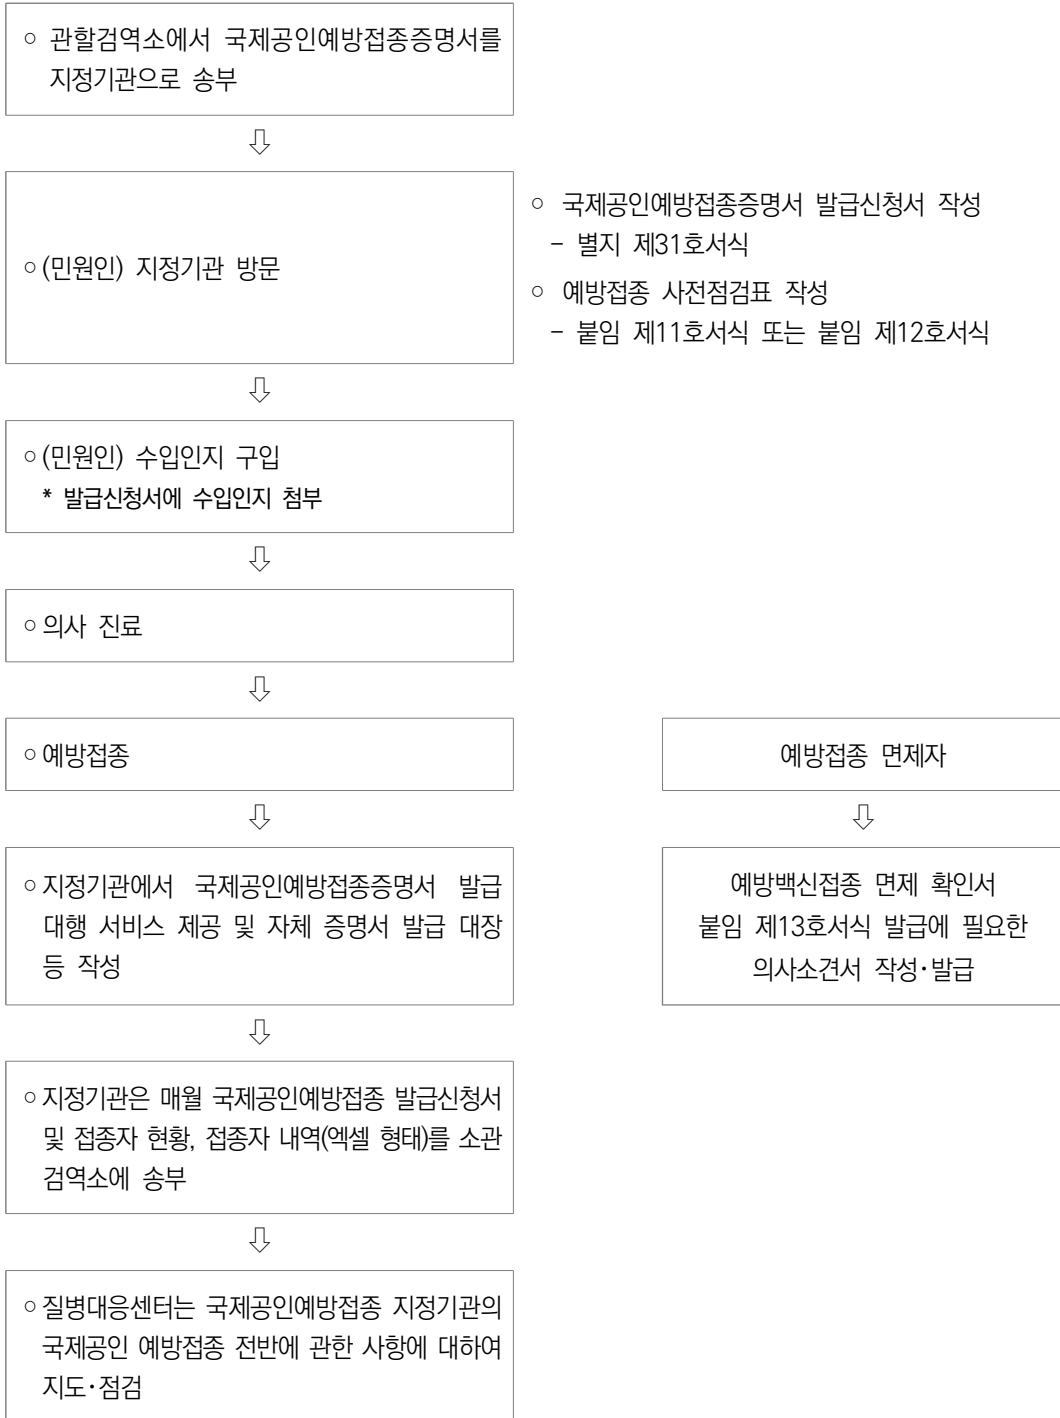 ○ 관할검역소에서 국제공인예방접종증명서를
지정기관으로 송부
⇩
○ (민원인) 지정기관 방문
○ 국제공인예방접종증명서 발급신청서 작성
- 별지 제31호서식
○ 예방접종 사전점검표 작성
- 붙임 제11호서식 또는 붙임 제12호서식
⇩
○ (민원인) 수입인지 구입
* 발급신청서에 수입인지 첨부
⇩
○ 의사 진료
⇩
○ 예방접종
⇩
○ 지정기관에서 국제공인예방접종증명서 발급
대행 서비스 제공 및 자체 증명서 발급 대장
등 작성
⇩
○ 지정기관은 매월 국제공인예방접종 발급신청서
및 접종자 현황, 접종자 내역(엑셀 형태)를 소관
검역소에 송부
⇩
○ 질병대응센터는 국제공인예방접종 지정기관의
국제공인 예방접종 전반에 관한 사항에 대하여
지도·점검
예방접종 면제자
⇩
예방백신접종 면제 확인서
붙임 제13호서식 발급에 필요한
의사소견서 작성·발급